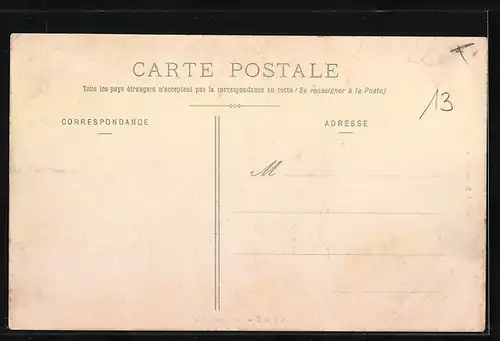 CARTE POSTALE
Tous les pays étrangers n'acceptent pas la correspondance au recto (Se renseigner à la Poste)
13
CORRESPONDANCE
ADRESSE
M